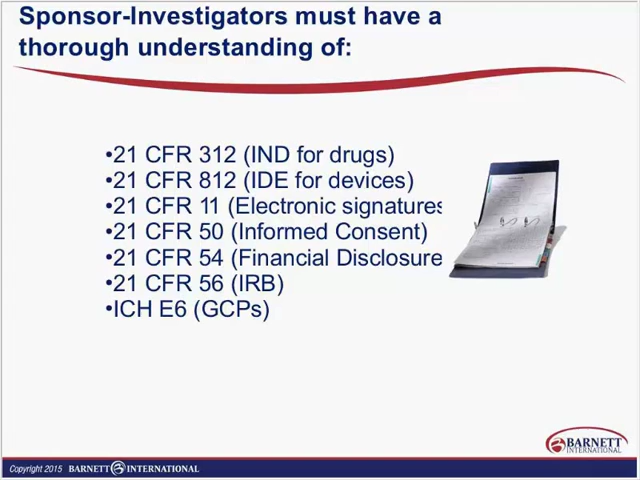 Sponsor-Investigators must have a
thorough understanding of:
•21 CFR 312 (IND for drugs)
•21 CFR 812 (IDE for devices)
•21 CFR 11 (Electronic signatures
•21 CFR 50 (Informed Consent)
•21 CFR 54 (Financial Disclosure
•21 CFR 56 (IRB)
•ICH E6 (GCPs)
BARNETT
INTERNATIONAL
Copyright 2015 BARNETT INTERNATIONAL